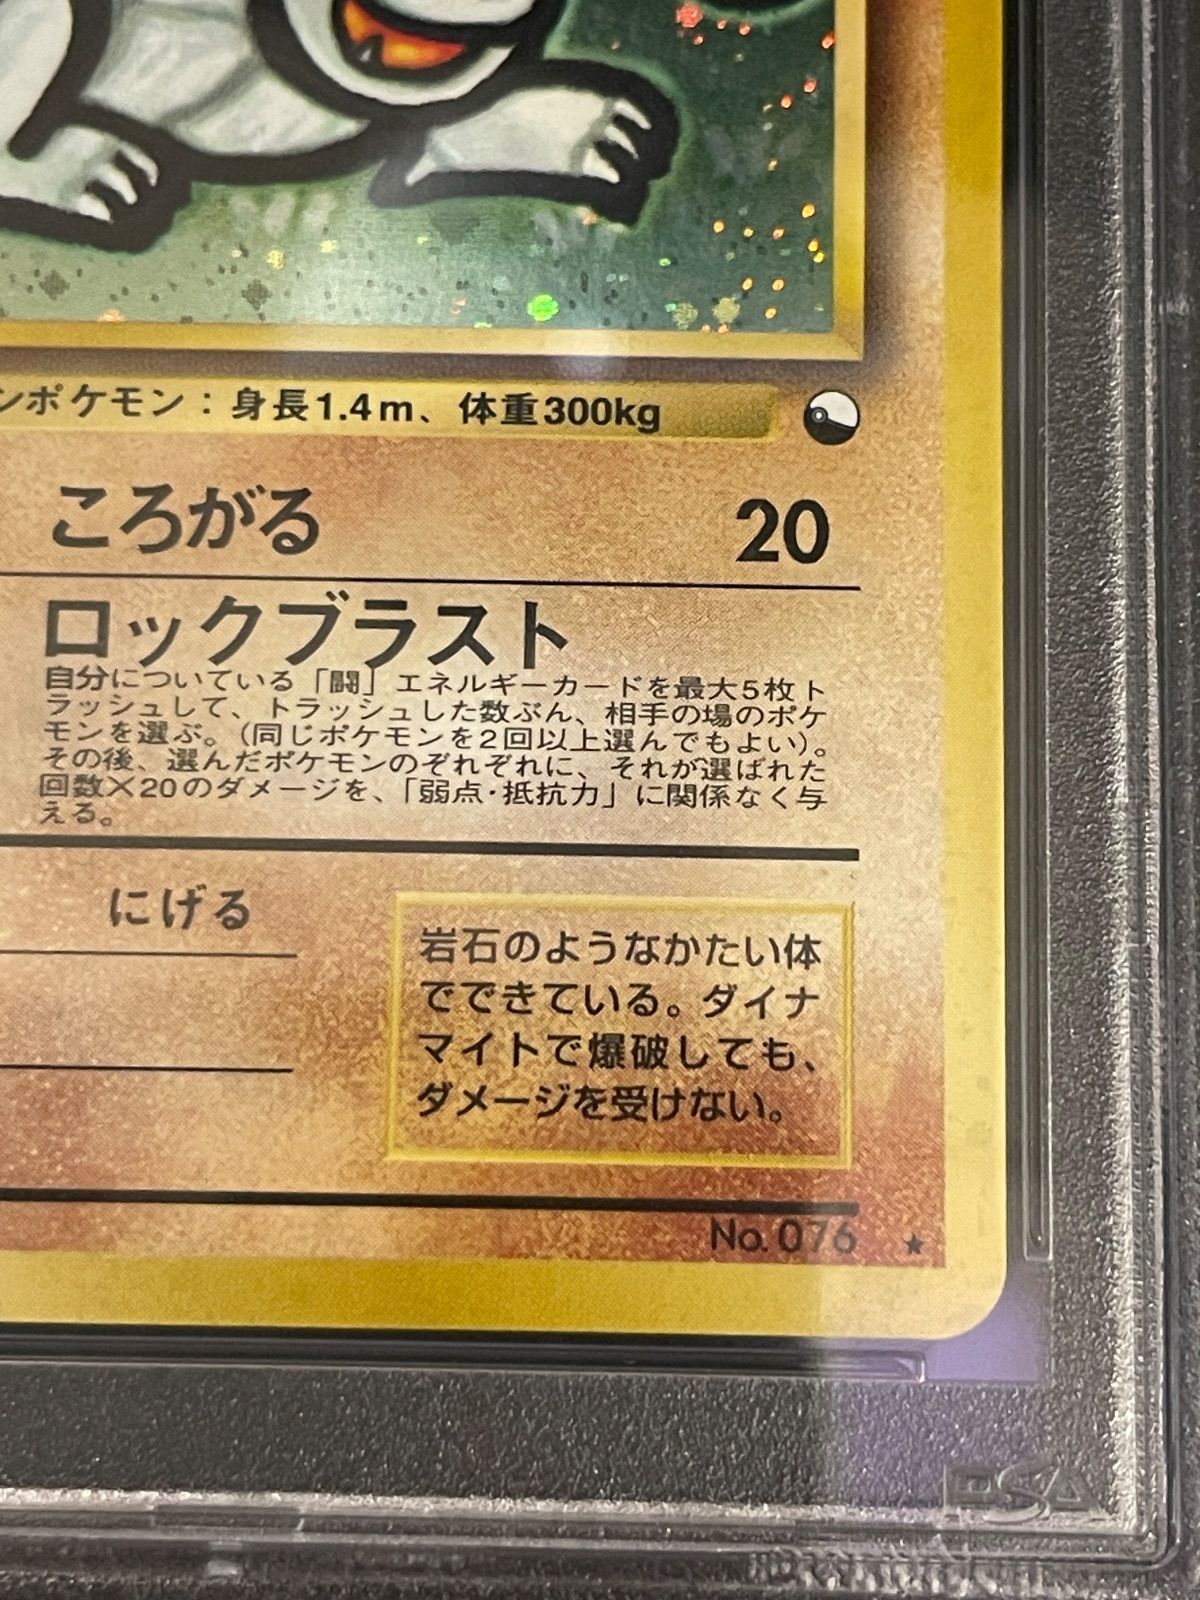 ンポケモン：身長1.4m、体重300kg
ころがる 20
ロックブラスト
自分についている「闘」エネルギーカードを最大5枚ト
ラッシュして、トラッシュした数ぶん、相手の場のポケ
モンを選ぶ。(同じポケモンを2回以上選んでもよい)。
その後、選んだポケモンのぞれぞれに、それが選ばれた
回数×20のダメージを、「弱点・抵抗力」に関係なく与
える。
にげる
岩石のようなかたい体
でできている。ダイナ
マイトで爆破しても、
ダメージを受けない。
No.076 ★
PSA